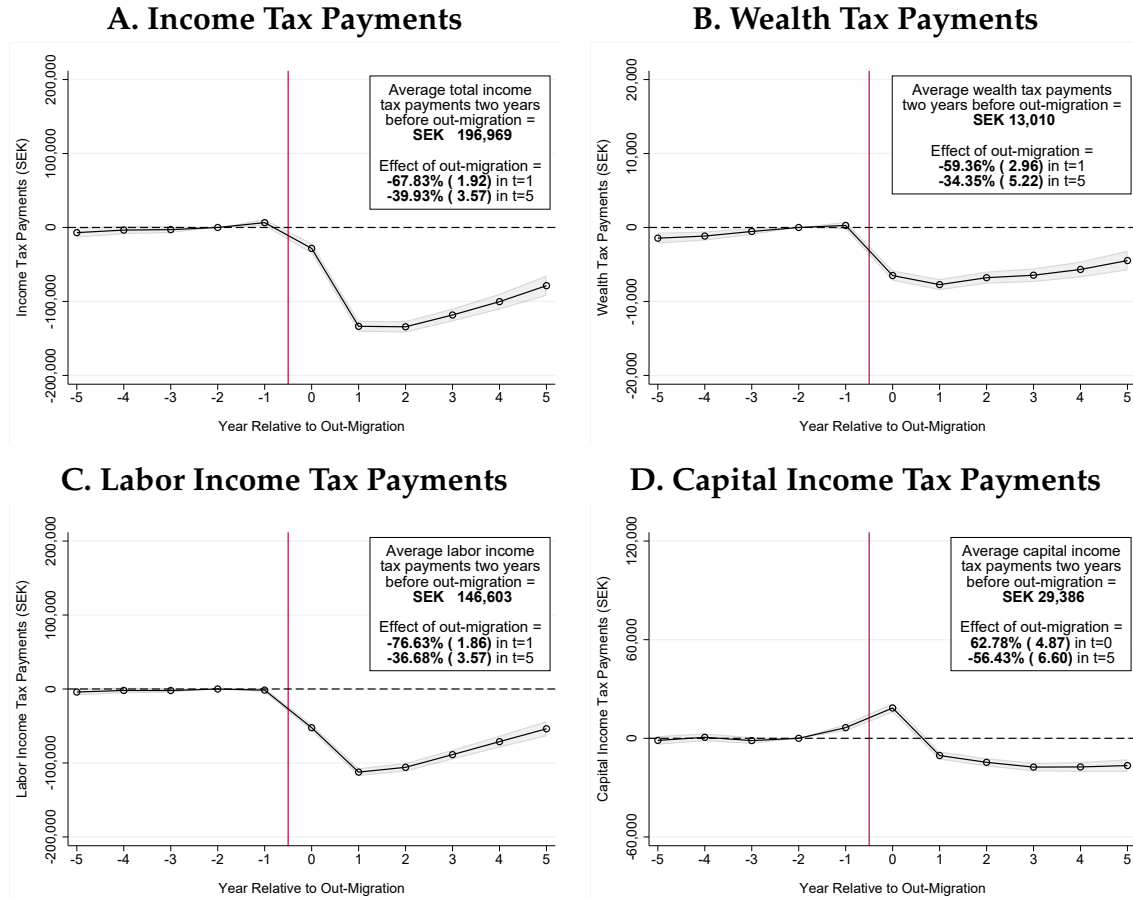 A. Income Tax Payments
Income Tax Payments (SEK)
200,000
100,000
0
-100,000
-200,000
Average total income
tax payments two years
before out-migration =
SEK 196,969
Effect of out-migration =
-67.83% ( 1.92) in t=1
-39.93% ( 3.57) in t=5
-5 -4 -3 -2 -1 0 1 2 3 4 5
Year Relative to Out-Migration
B. Wealth Tax Payments
Wealth Tax Payments (SEK)
20,000
10,000
0
-10,000
-20,000
Average wealth tax payments
two years before out-migration =
SEK 13,010
Effect of out-migration =
-59.36% ( 2.96) in t=1
-34.35% ( 5.22) in t=5
-5 -4 -3 -2 -1 0 1 2 3 4 5
Year Relative to Out-Migration
C. Labor Income Tax Payments
Labor Income Tax Payments (SEK)
200,000
100,000
0
-100,000
-200,000
Average labor income
tax payments two years
before out-migration =
SEK 146,603
Effect of out-migration =
-76.63% ( 1.86) in t=1
-36.68% ( 3.57) in t=5
-5 -4 -3 -2 -1 0 1 2 3 4 5
Year Relative to Out-Migration
D. Capital Income Tax Payments
Capital Income Tax Payments (SEK)
120,000
60,000
0
-60,000
Average capital income
tax payments two years
before out-migration =
SEK 29,386
Effect of out-migration =
62.78% ( 4.87) in t=0
-56.43% ( 6.60) in t=5
-5 -4 -3 -2 -1 0 1 2 3 4 5
Year Relative to Out-Migration